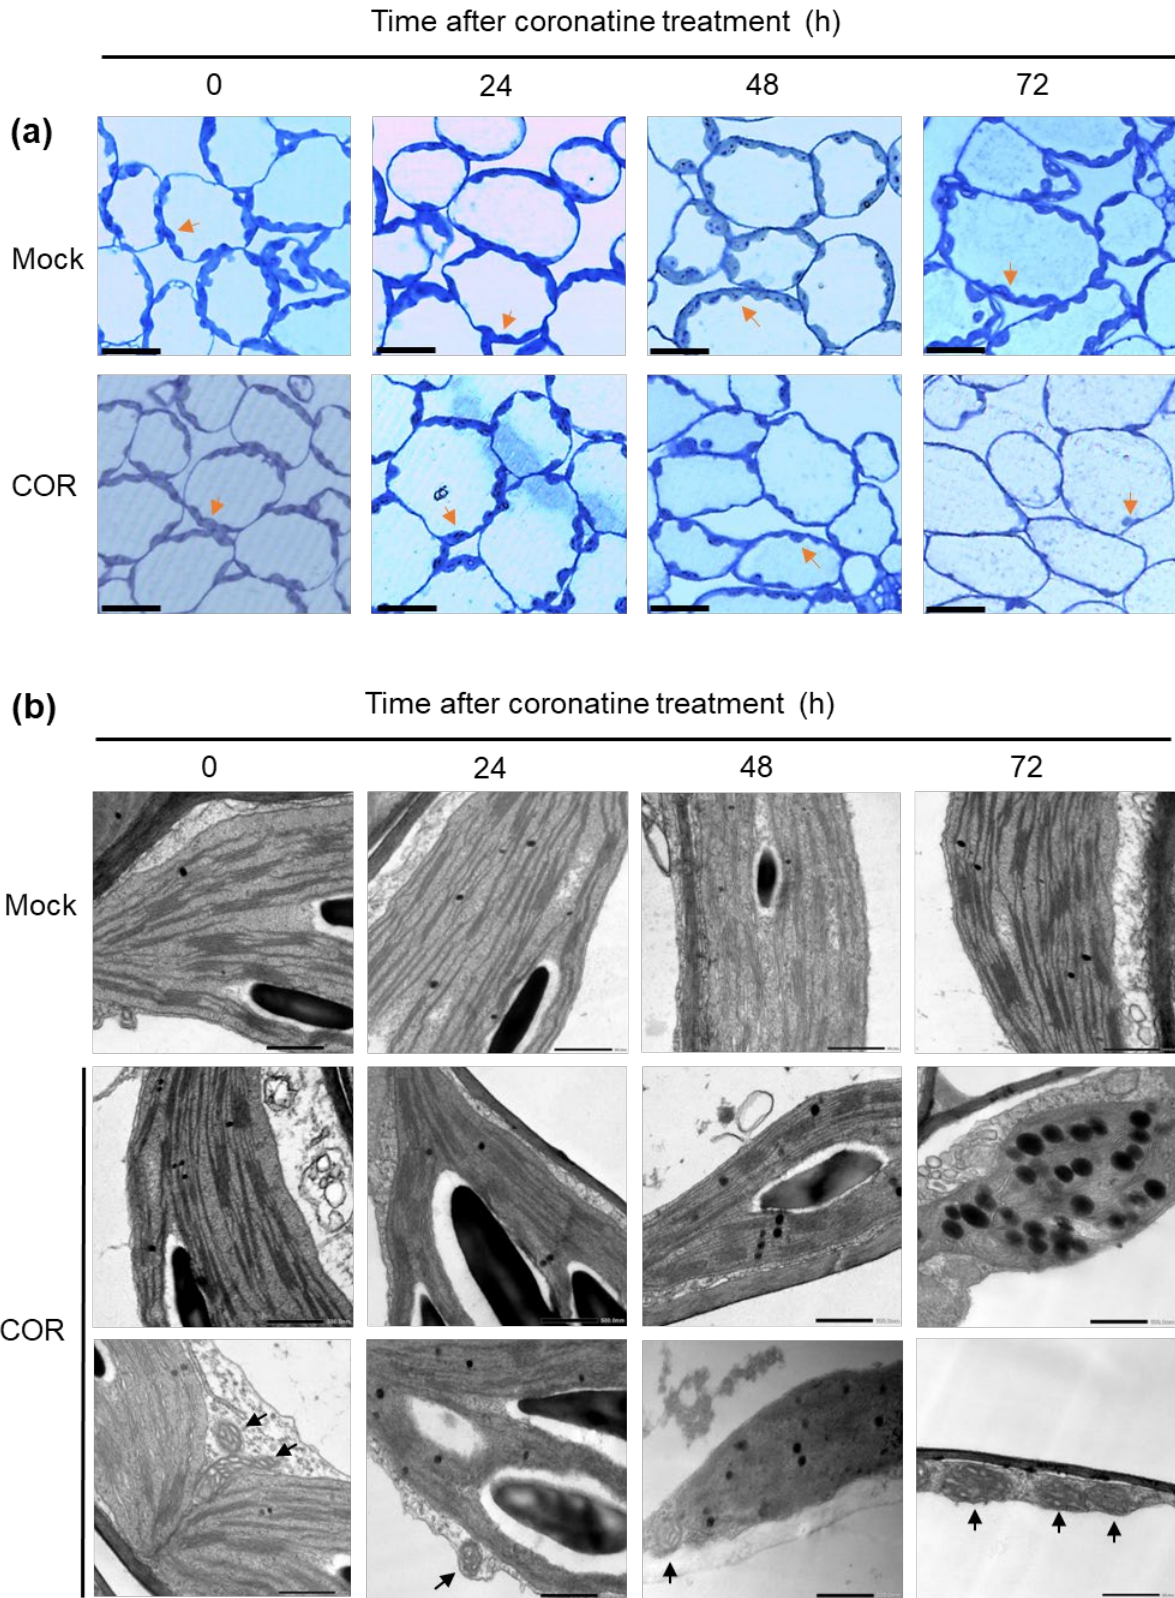 Time after coronatine treatment (h)
0 24 48 72
(a)
Mock
COR
(b) Time after coronatine treatment (h)
0 24 48 72
Mock
COR